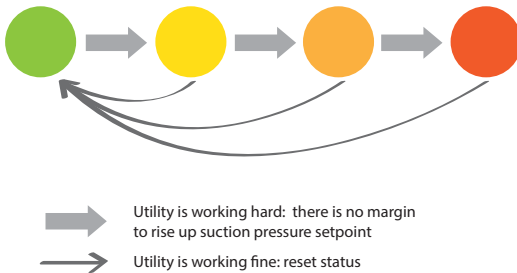 Utility is working hard:  there is no margin
to rise up suction pressure setpoint
Utility is working fine: reset status